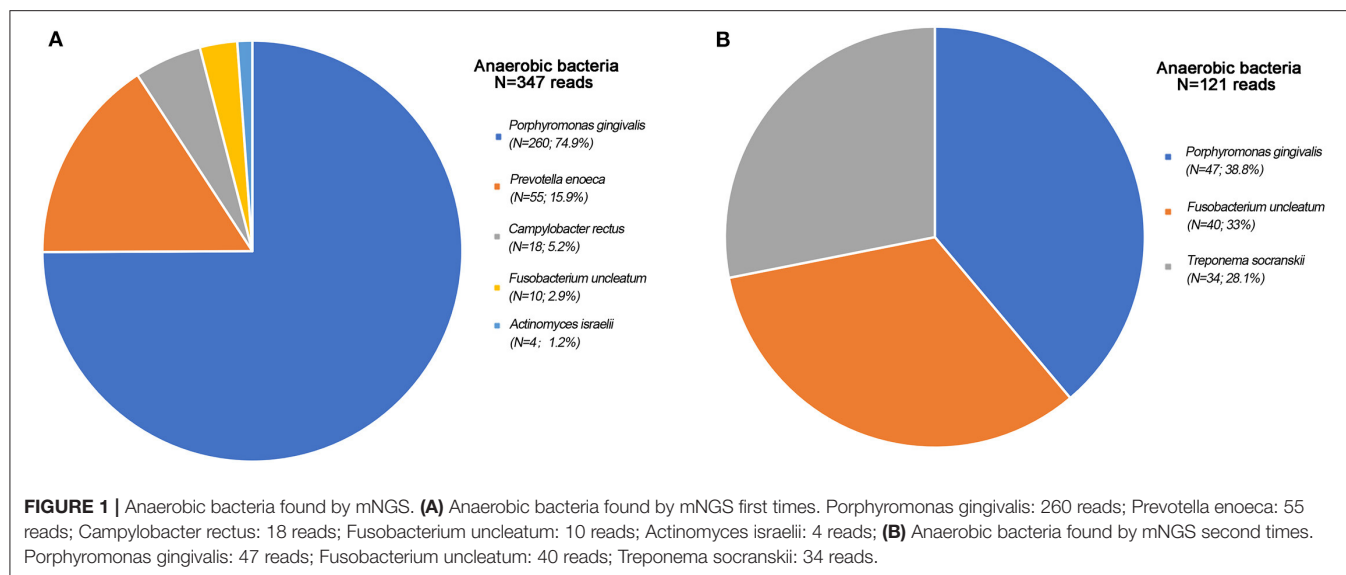 A
Anaerobic bacteria
N=347 reads
Porphyromonas gingivalis
(N=260; 74.9%)
Prevotella enoeca
(N=55; 15.9%)
Campylobacter rectus
(N=18; 5.2%)
Fusobacterium uncleatum
(N=10; 2.9%)
Actinomyces israelii
(N=4； 1.2%)
B
Anaerobic bacteria
N=121 reads
Porphyromonas gingivalis
(N=47; 38.8%)
Fusobacterium uncleatum
(N=40; 33%)
Treponema socranskii
(N=34; 28.1%)
FIGURE 1 | Anaerobic bacteria found by mNGS. (A) Anaerobic bacteria found by mNGS first times. Porphyromonas gingivalis: 260 reads; Prevotella enoeca: 55
reads; Campylobacter rectus: 18 reads; Fusobacterium uncleatum: 10 reads; Actinomyces israelii: 4 reads; (B) Anaerobic bacteria found by mNGS second times.
Porphyromonas gingivalis: 47 reads; Fusobacterium uncleatum: 40 reads; Treponema socranskii: 34 reads.